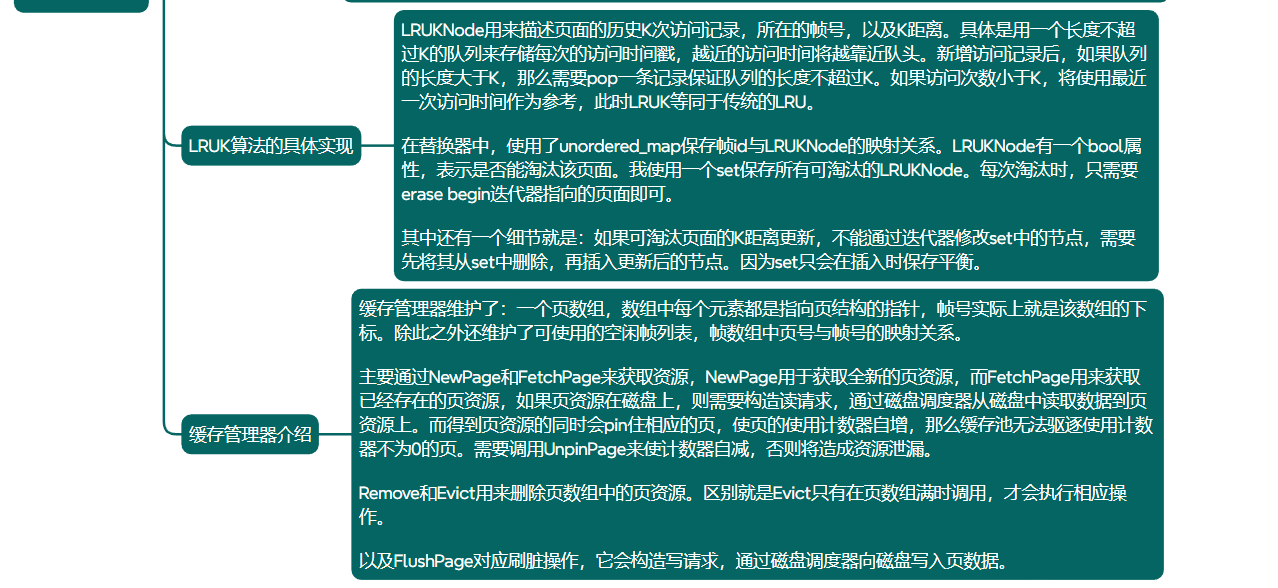 LRUK算法的具体实现
LRUKNode用来描述页面的历史K次访问记录，所在的帧号，以及K距离。具体是用一个长度不超
过K的队列来存储每次的访问时间戳，越近的访问时间将越靠近队头。新增访问记录后，如果队列
的长度大于K，那么需要pop一条记录保证队列的长度不超过K。如果访问次数小于K，将使用最近
一次访问时间作为参考，此时LRUK等同于传统的LRU。
在替换器中，使用了unordered_map保存帧id与LRUKNode的映射关系。LRUKNode有一个bool属
性，表示是否能淘汰该页面。我使用一个set保存所有可淘汰的LRUKNode。每次淘汰时，只需要
erase begin迭代器指向的页面即可。
其中还有一个细节就是：如果可淘汰页面的K距离更新，不能通过迭代器修改set中的节点，需要
先将其从set中删除，再插入更新后的节点。因为set只会在插入时保存平衡。
缓存管理器介绍
缓存管理器维护了：一个页数组，数组中每个元素都是指向页结构的指针，帧号实际上就是该数组的下
标。除此之外还维护了可使用的空闲帧列表，帧数组中页号与帧号的映射关系。
主要通过NewPage和FetchPage来获取资源，NewPage用于获取全新的页资源，而FetchPage用来获取
已经存在的页资源，如果页资源在磁盘上，则需要构造读请求，通过磁盘调度器从磁盘中读取数据到页
资源上。而得到页资源的同时会pin住相应的页，使页的使用计数器自增，那么缓存池无法驱逐使用计数
器不为0的页。需要调用UnpinPage来使计数器自减，否则将造成资源泄漏。
Remove和Evict用来删除页数组中的页资源。区别就是Evict只有在页数组满时调用，才会执行相应操
作。
以及FlushPage对应刷脏操作，它会构造写请求，通过磁盘调度器向磁盘写入页数据。